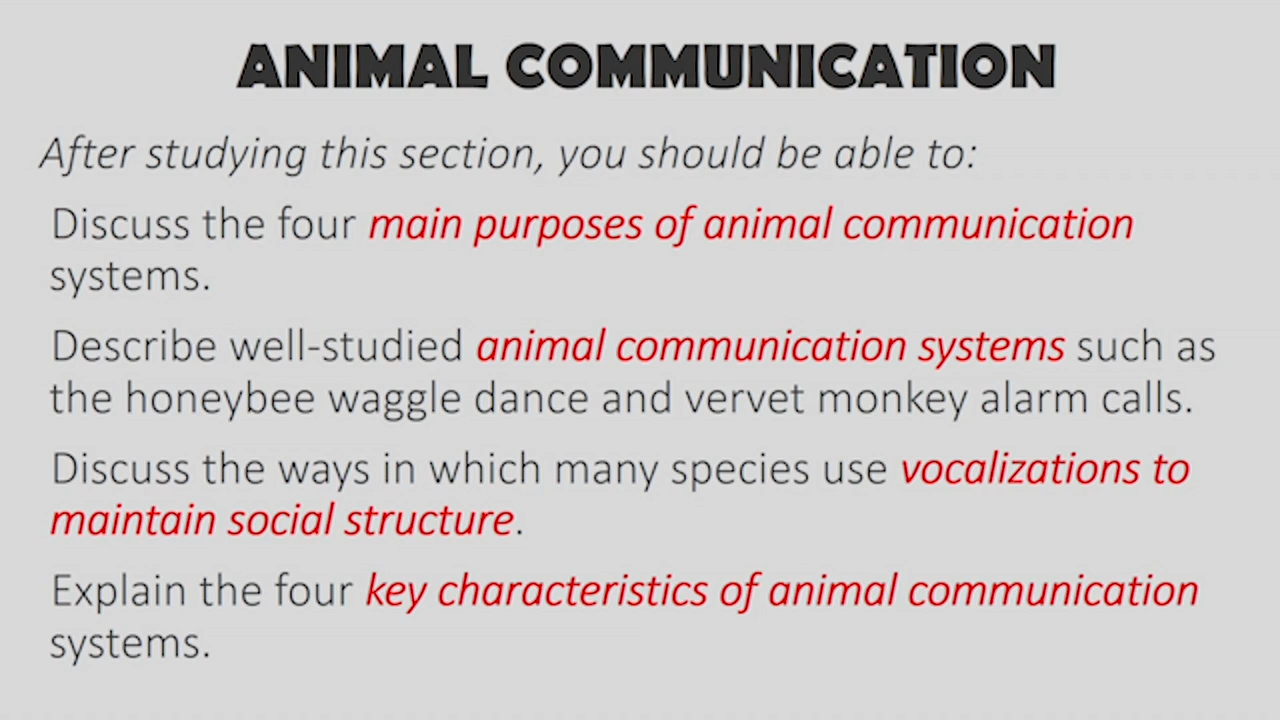 ANIMAL COMMUNICATION
After studying this section, you should be able to:
Discuss the four main purposes of animal communication
systems.
Describe well-studied animal communication systems such as
the honeybee waggle dance and vervet monkey alarm calls.
Discuss the ways in which many species use vocalizations to
maintain social structure.
Explain the four key characteristics of animal communication
systems.